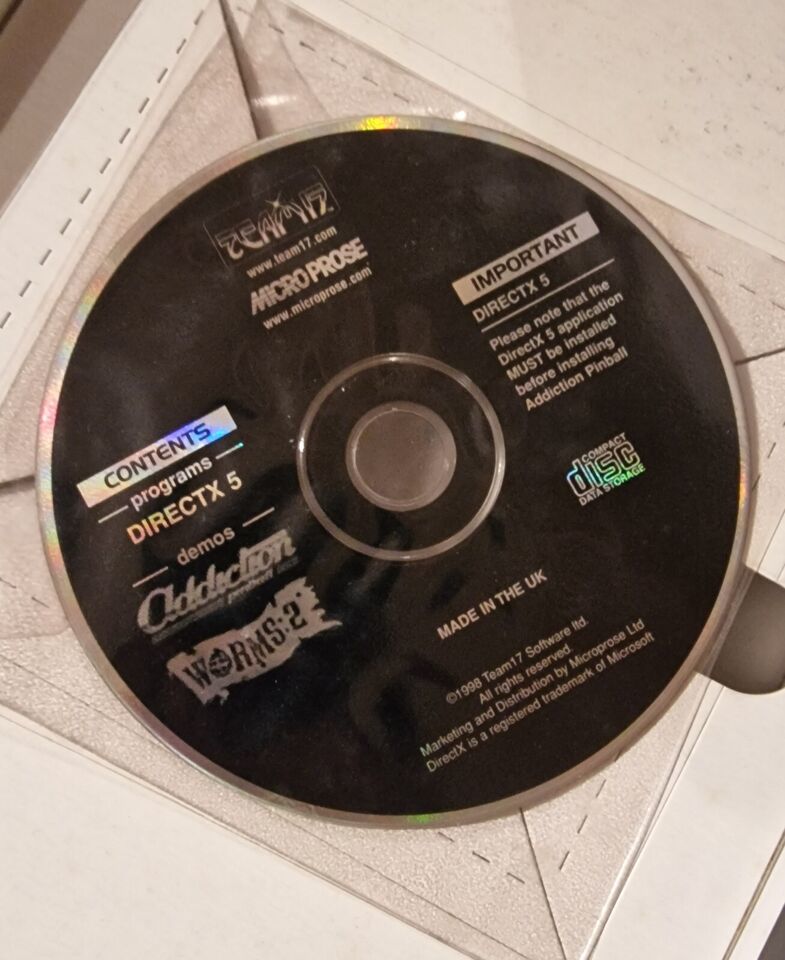 TEAM17
www.team17.com
MICROPROSE
www.microprose.com
IMPORTANT
DIRECTX 5
Please note that the
DirectX 5 application
MUST be installed
before installing
Addiction Pinball
CONTENTS
programs
DIRECTX 5
demos
addiction
pinball
WORMS:2
COMPACT
disc
DATA STORAGE
MADE IN THE UK
©1998 Team17 Software ltd.
All rights reserved.
Marketing and Distribution by Microprose Ltd
DirectX is a registered trademark of Microsoft